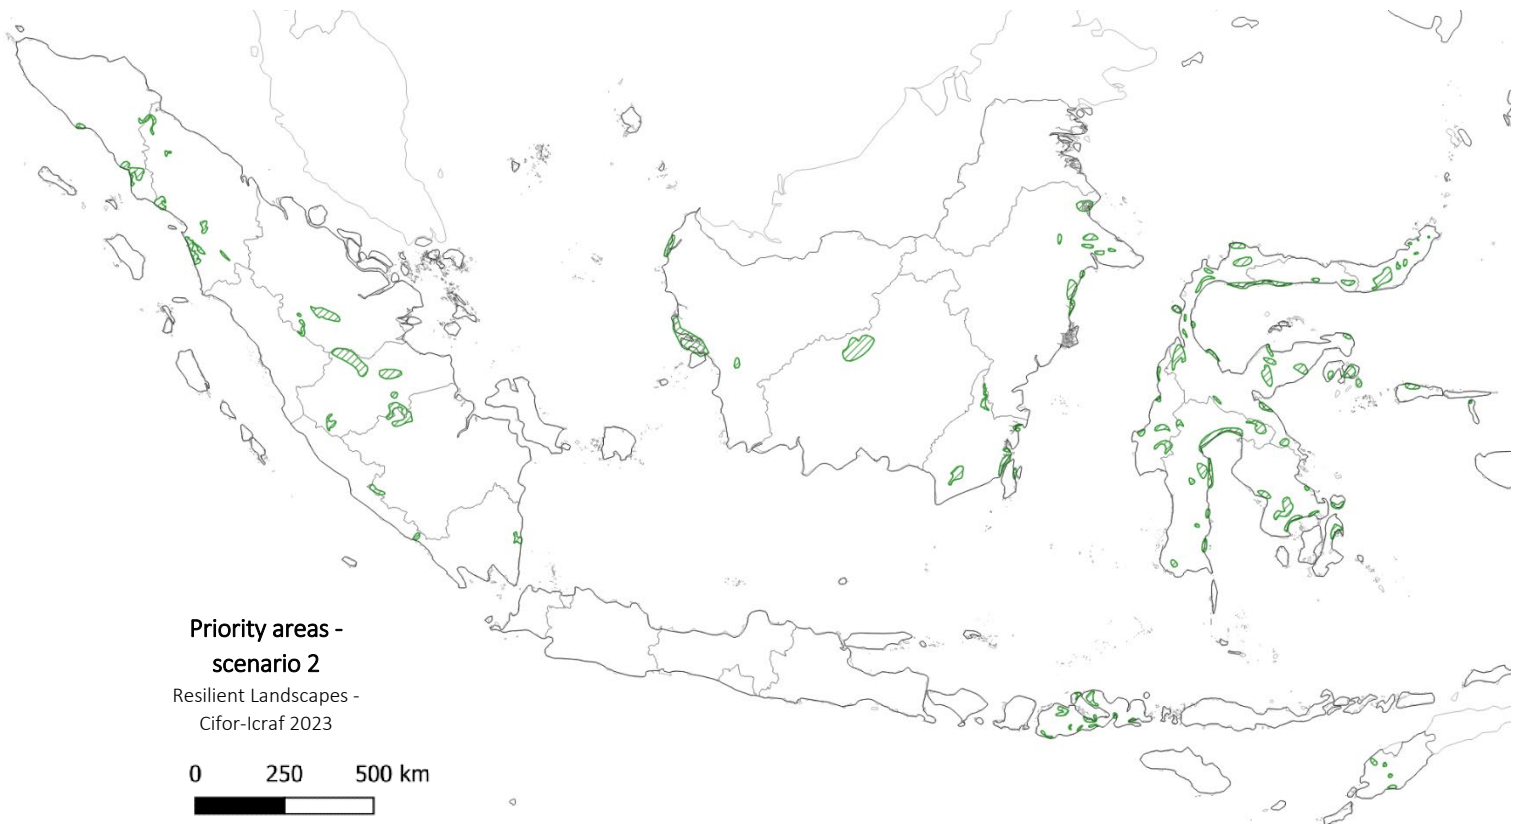 Priority areas -
scenario 2
Resilient Landscapes -
Cifor-Icraf 2023
0 250 500 km